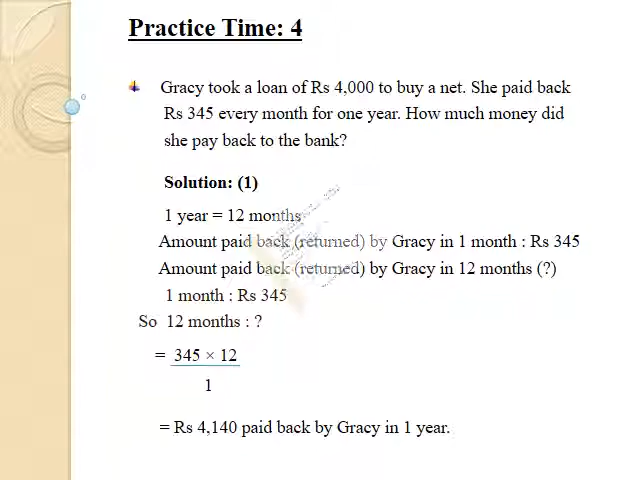 Practice Time: 4
Gracy took a loan of Rs 4,000 to buy a net. She paid back
Rs 345 every month for one year. How much money did
she pay back to the bank?
Solution: (1)
1 year = 12 months
Amount paid back (returned) by Gracy in 1 month : Rs 345
Amount paid back (returned) by Gracy in 12 months (?)
1 month : Rs 345
So 12 months : ?
= 345 × 12
1
= Rs 4,140 paid back by Gracy in 1 year.